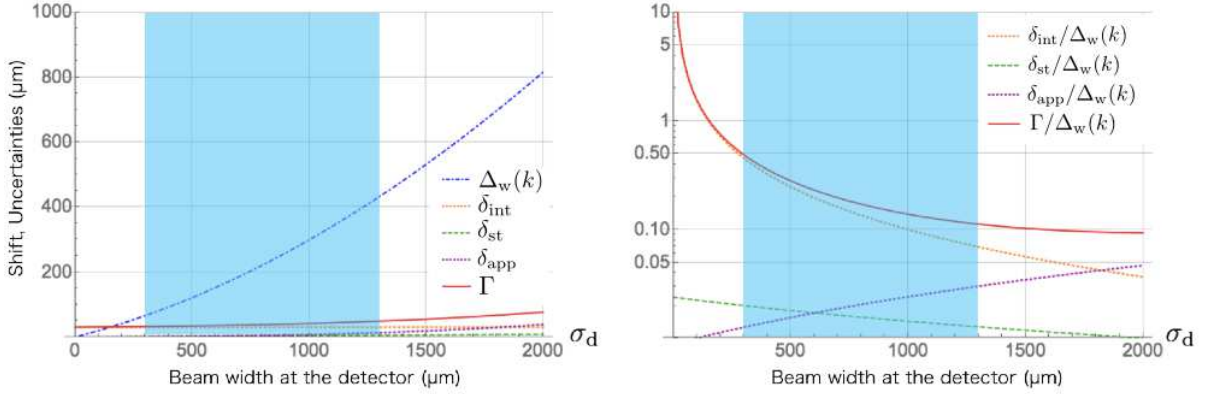 1000
800
600
400
200
Shift, Uncertainties (μm)
Δw(k)
δint
δst
δapp
Γ
0
500
1000
1500
2000
σd
Beam width at the detector (μm)
10
5
1
0.50
0.10
0.05
δint/Δw(k)
δst/Δw(k)
δapp/Δw(k)
Γ/Δw(k)
500
1000
1500
2000
σd
Beam width at the detector (μm)